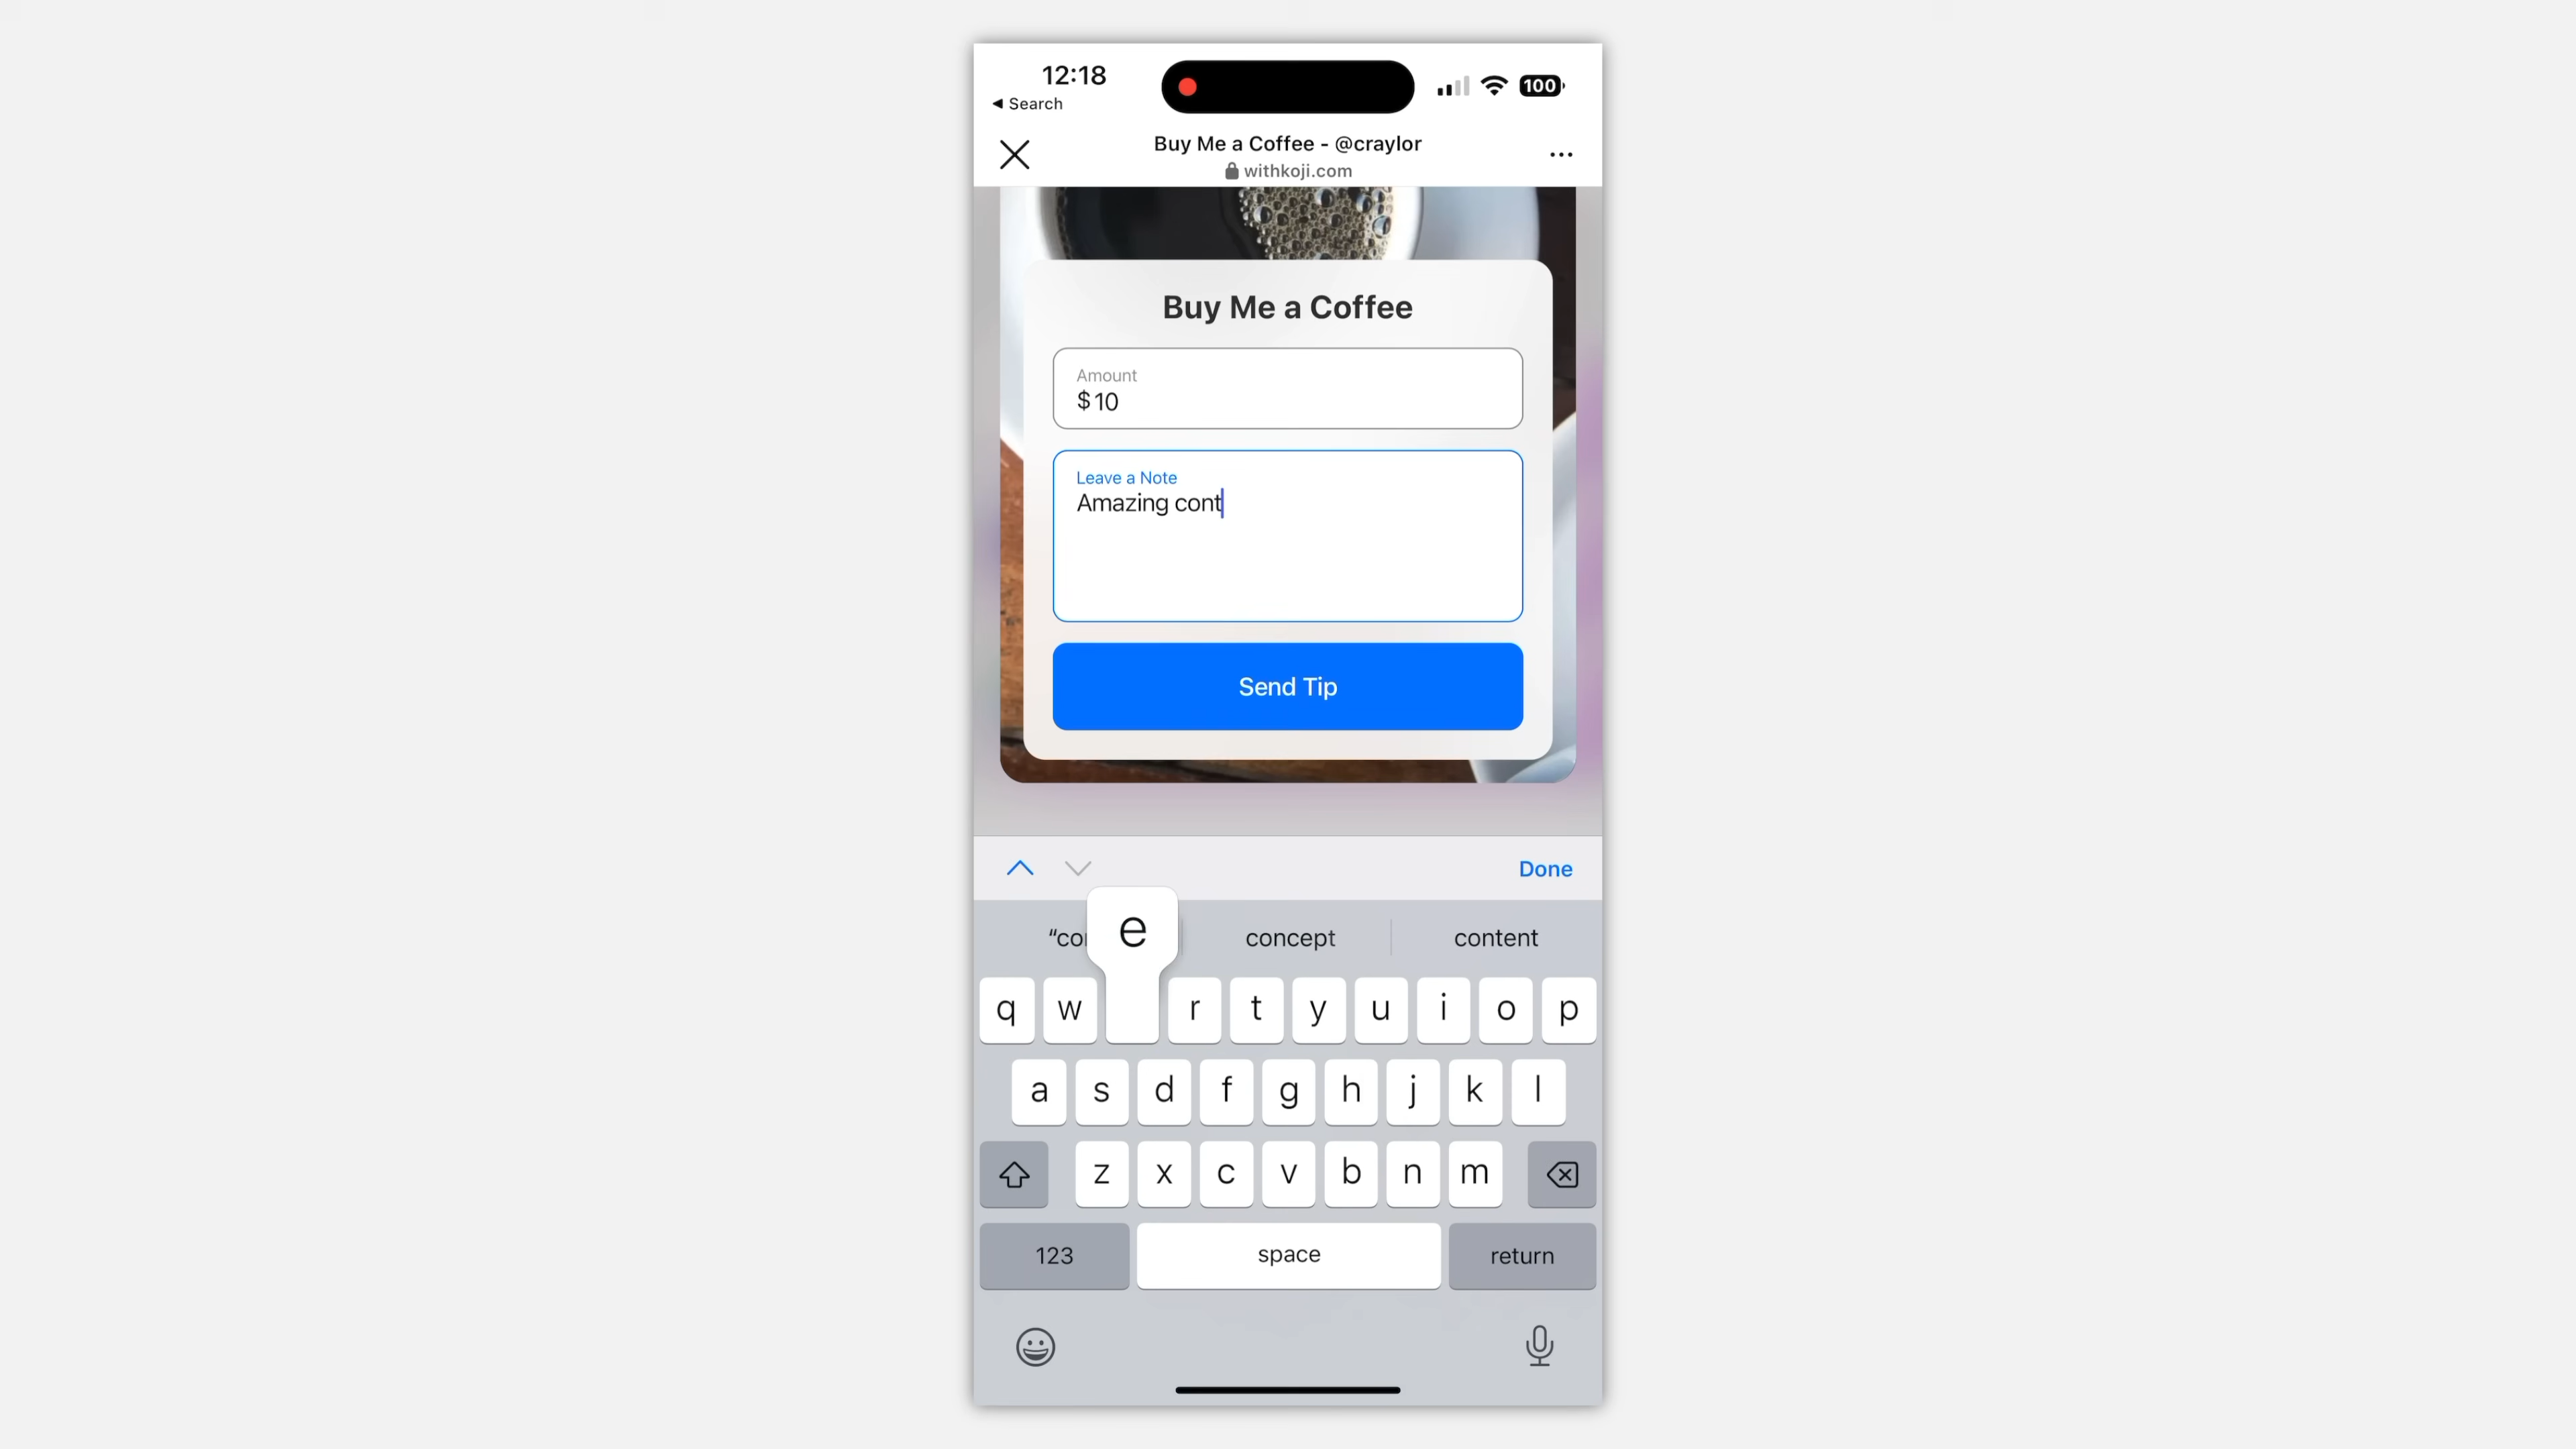 12:18
◀ Search
100
Buy Me a Coffee - @craylor
withkoji.com
Buy Me a Coffee
Amount
$10
Leave a Note
Amazing cont
Send Tip
Done
e
concept
content
q w r t y u i o p
a s d f g h j k l
z x c v b n m
123
space
return